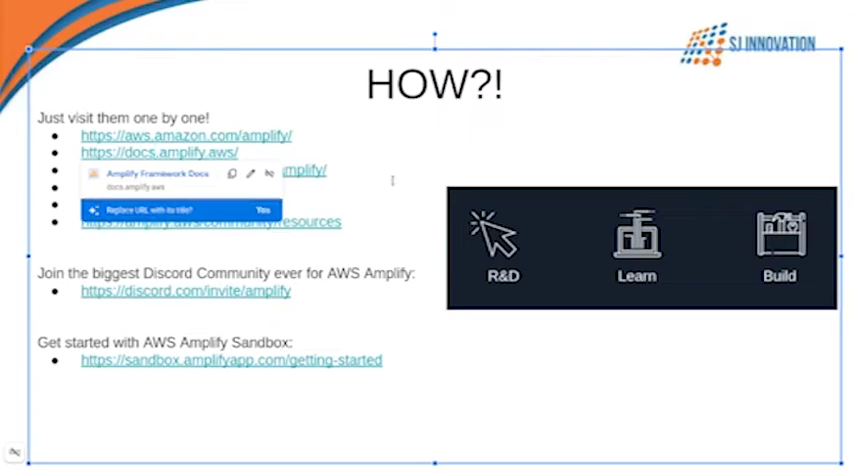 SJ INNOVATION
HOW?!
Just visit them one by one!
https://aws.amazon.com/amplify/
https://docs.amplify.aws/
mplify/
Amplify Framework Docs
docs.amplify.aws
Replace URL with its title? Yes
https://amplify.aws/community/resources
Join the biggest Discord Community ever for AWS Amplify:
https://discord.com/invite/amplify
Get started with AWS Amplify Sandbox:
https://sandbox.amplifyapp.com/getting-started
R&D Learn Build